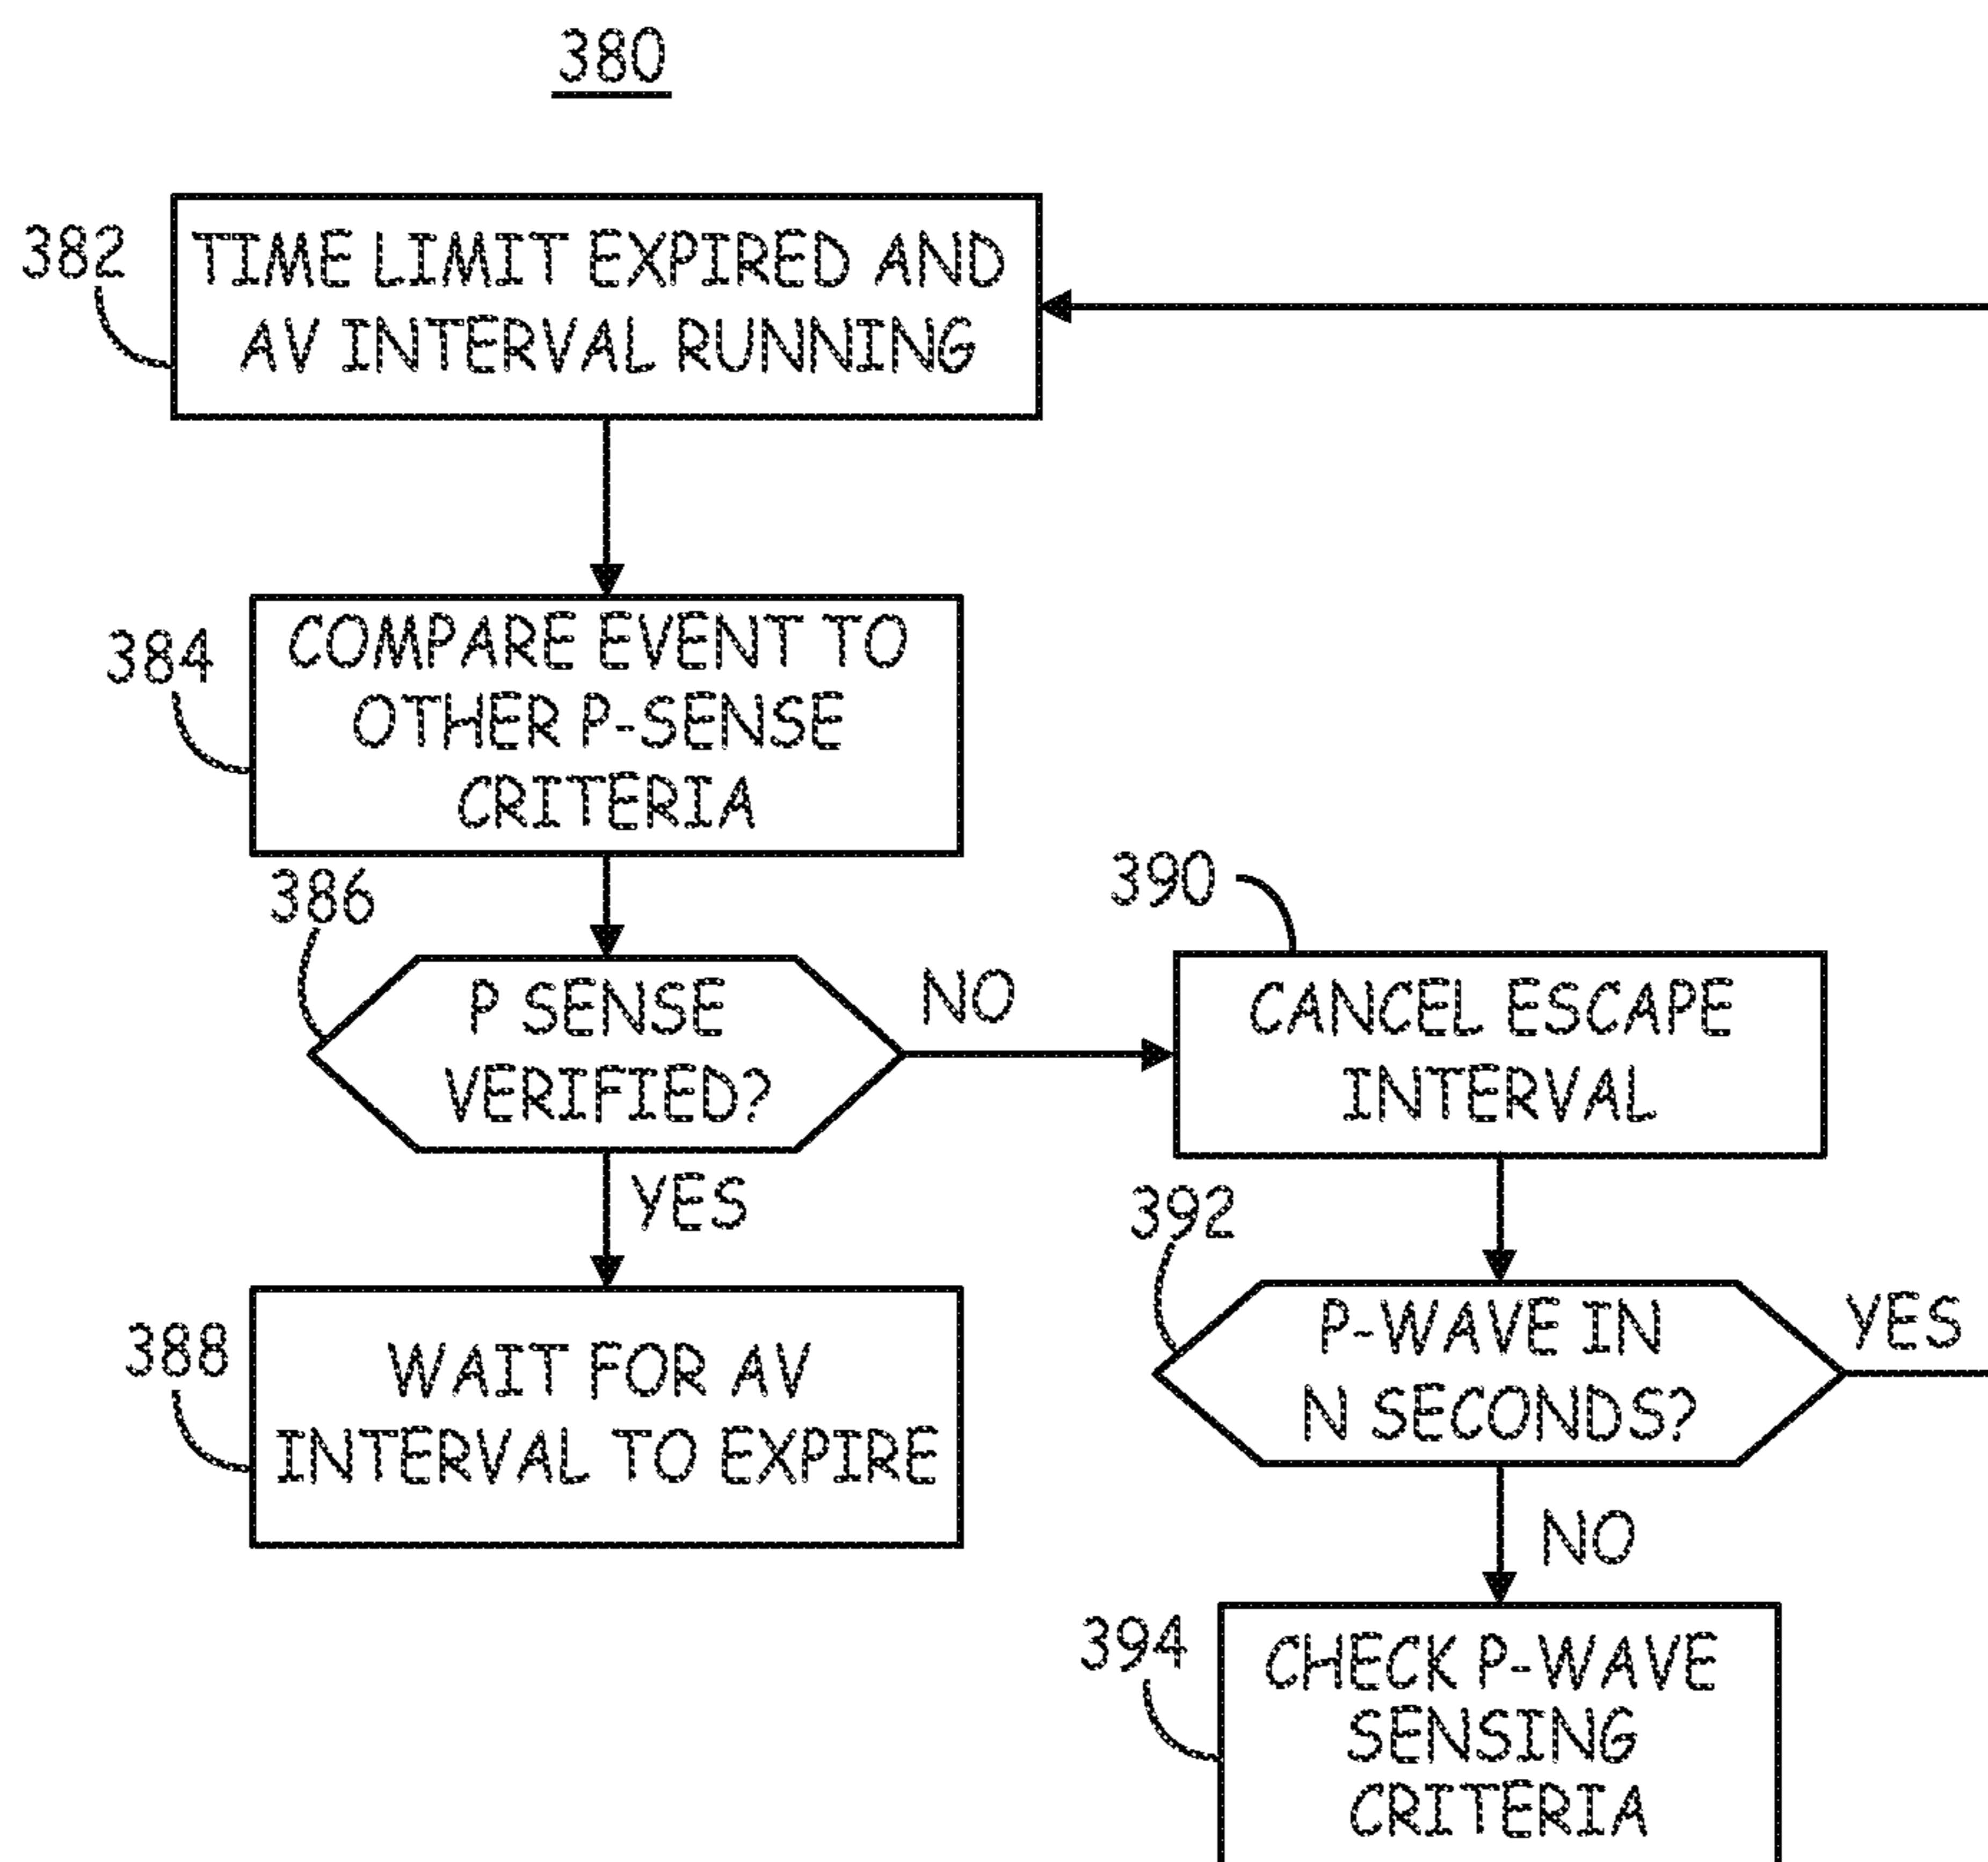 380
382
TIME LIMIT EXPIRED AND
AV INTERVAL RUNNING
384
COMPARE EVENT TO
OTHER P-SENSE
CRITERIA
386
P SENSE
VERIFIED?
NO
YES
390
CANCEL ESCAPE
INTERVAL
388
WAIT FOR AV
INTERVAL TO EXPIRE
392
P-WAVE IN
N SECONDS?
YES
NO
394
CHECK P-WAVE
SENSING
CRITERIA